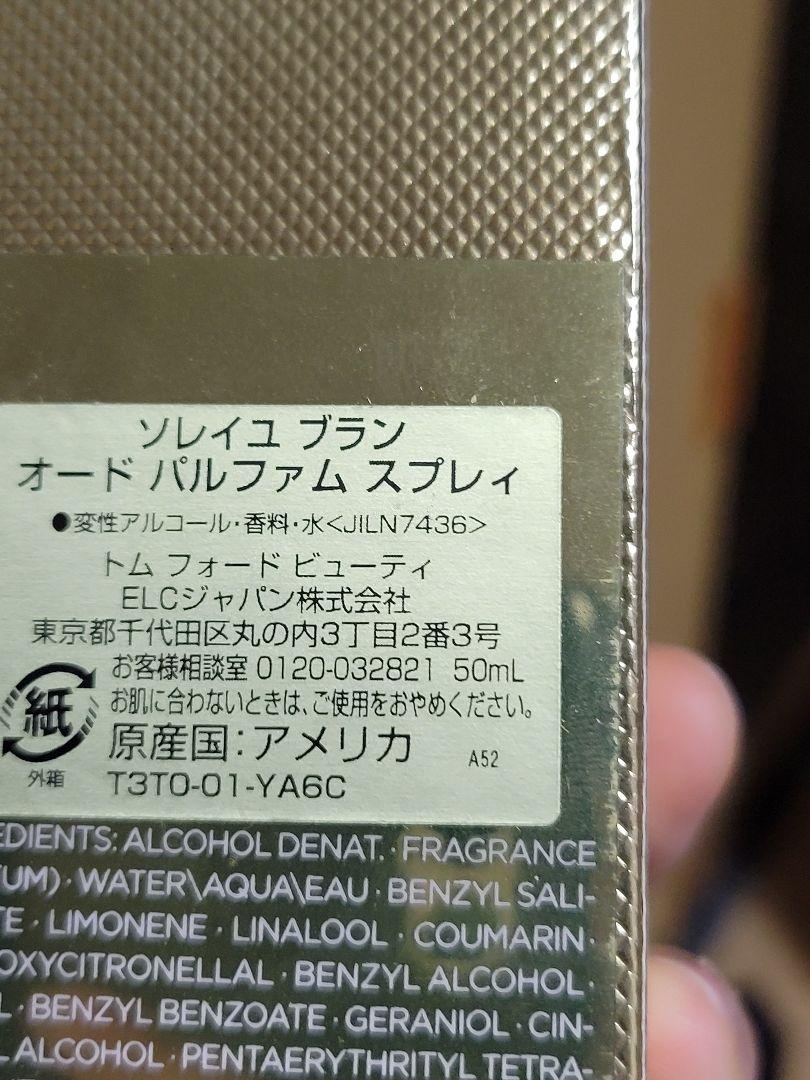 ソレイユ ブラン
オード パルファム スプレィ
●変性アルコール・香料・水<JILN7436>
トム フォード ビューティ
ELCジャパン株式会社
東京都千代田区丸の内3丁目2番3号
お客様相談室 0120-032821 50mL
お肌に合わないときは、ご使用をおやめください。
紙
外箱
原産国：アメリカ
A52
T3T0-01-YA6C
EDIENTS: ALCOHOL DENAT. · FRAGRANCE
UM) · WATER\AQUA\EAU · BENZYL SALI-
TE · LIMONENE · LINALOOL · COUMARIN ·
OXYCITRONELLAL · BENZYL ALCOHOL ·
L · BENZYL BENZOATE · GERANIOL · CIN-
L ALCOHOL · PENTAERYTHRITYL TETRA-